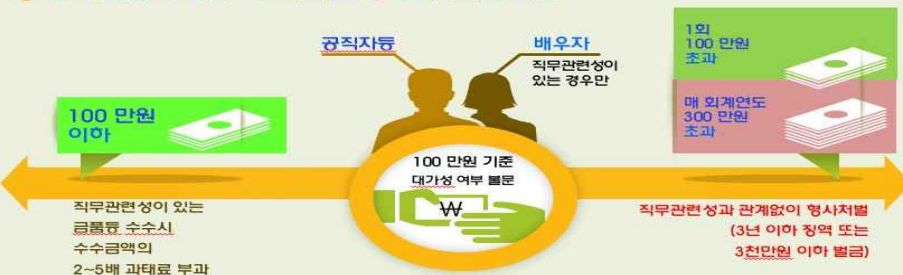 공직자등
배우자
직무관련성이
있는 경우만
1회
100 만원
초과
매 회계연도
300 만원
초과
100 만원
이하
100 만원 기준
대가성 여부 불문
₩
직무관련성이 있는
금품등 수수시
수수금액의
2~5배 과태료 부과
직무관련성과 관계없이 형사처벌
(3년 이하 징역 또는
3천만원 이하 벌금)